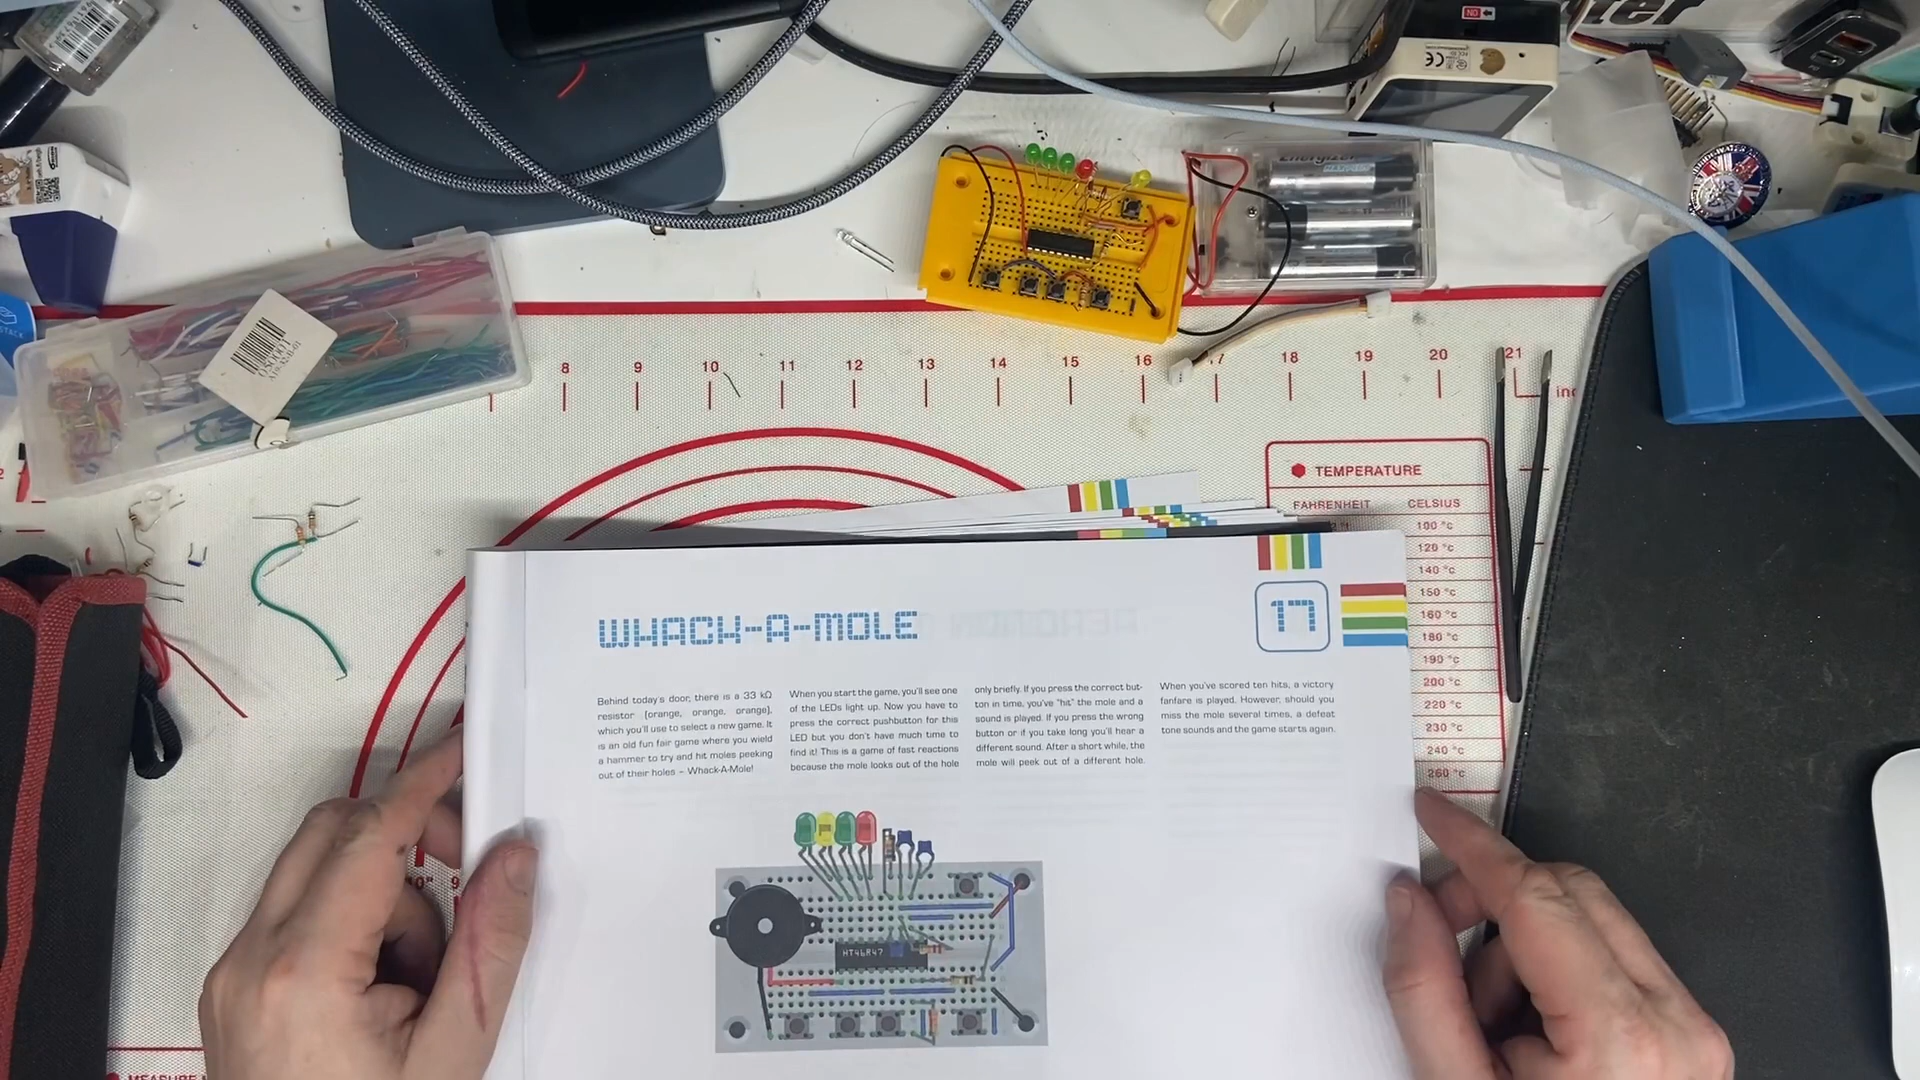 ON
CE
Energizer
050001
A10-32-B-01
STACK
8 9 10 11 12 13 14 15 16 17 18 19 20 21
TEMPERATURE
FAHRENHEIT CELSIUS
100 °c
120 °c
140 °c
150 °c
160 °c
180 °c
190 °c
200 °c
220 °c
230 °c
240 °c
260 °c
WHACK-A-MOLE
17
Behind today's door, there is a 33 kΩ
resistor (orange, orange, orange),
which you'll use to select a new game. It
is an old fun fair game where you wield
a hammer to try and hit moles peeking
out of their holes – Whack-A-Mole!
When you start the game, you'll see one
of the LEDs light up. Now you have to
press the correct pushbutton for this
LED but you don't have much time to
find it! This is a game of fast reactions
because the mole looks out of the hole
only briefly. If you press the correct but-
ton in time, you've "hit" the mole and a
sound is played. If you press the wrong
button or if you take long you'll hear a
different sound. After a short while, the
mole will peek out of a different hole.
When you've scored ten hits, a victory
fanfare is played. However, should you
miss the mole several times, a defeat
tone sounds and the game starts again.
HT46R47
10" 9